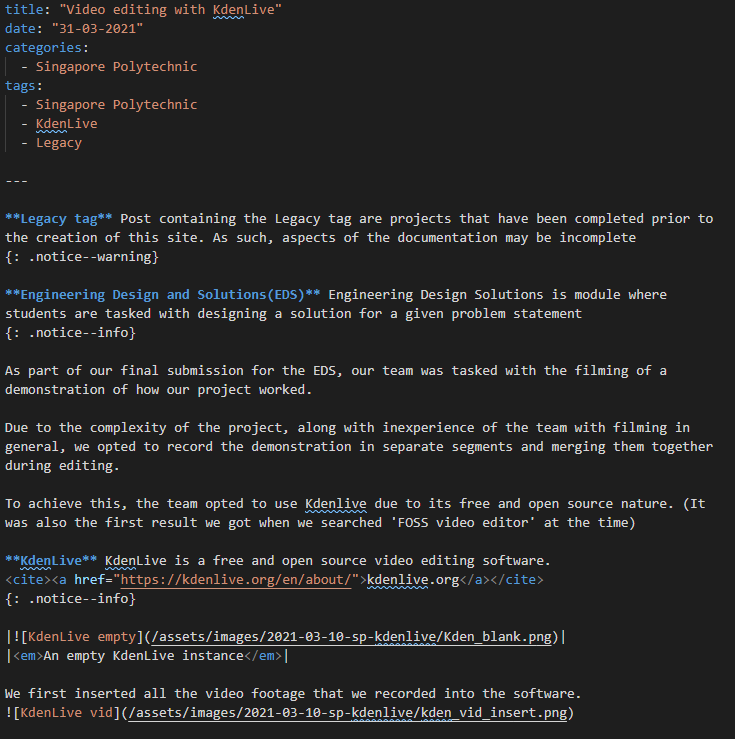 title: "Video editing with KdenLive"
date: "31-03-2021"
categories:
  - Singapore Polytechnic
tags:
  - Singapore Polytechnic
  - KdenLive
  - Legacy
---
**Legacy tag** Post containing the Legacy tag are projects that have been completed prior to
the creation of this site. As such, aspects of the documentation may be incomplete
{: .notice--warning}
**Engineering Design and Solutions(EDS)** Engineering Design Solutions is module where
students are tasked with designing a solution for a given problem statement
{: .notice--info}
As part of our final submission for the EDS, our team was tasked with the filming of a
demonstration of how our project worked.
Due to the complexity of the project, along with inexperience of the team with filming in
general, we opted to record the demonstration in separate segments and merging them together
during editing.
To achieve this, the team opted to use Kdenlive due to its free and open source nature. (It
was also the first result we got when we searched 'FOSS video editor' at the time)
**KdenLive** KdenLive is a free and open source video editing software.
<cite><a href="https://kdenlive.org/en/about/">kdenlive.org</a></cite>
{: .notice--info}
|![KdenLive empty](/assets/images/2021-03-10-sp-kdenlive/Kden_blank.png)|
|<em>An empty KdenLive instance</em>|
We first inserted all the video footage that we recorded into the software.
![KdenLive vid](/assets/images/2021-03-10-sp-kdenlive/kden_vid_insert.png)